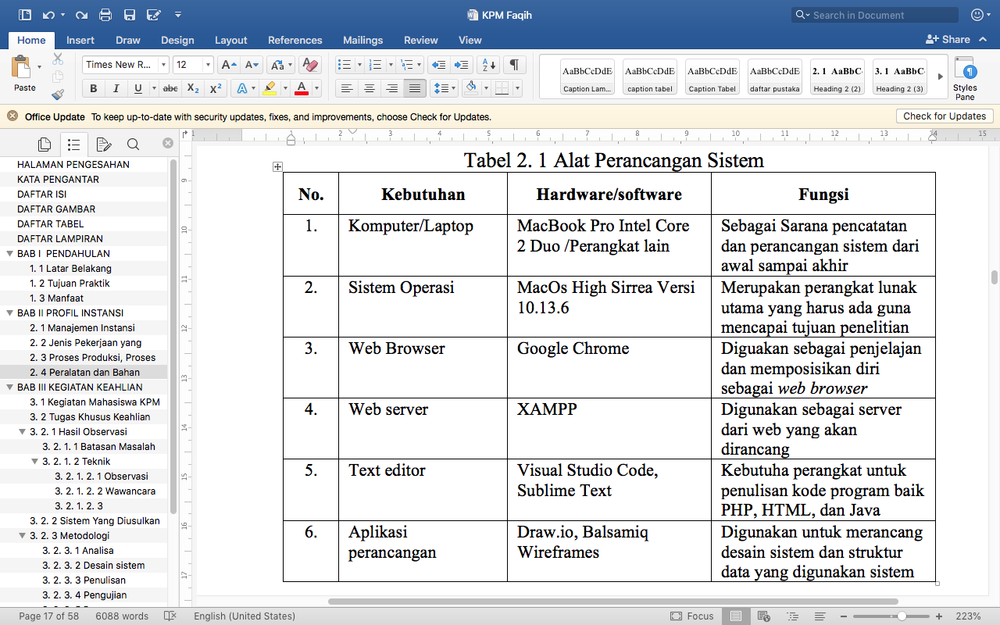 KPM Faqih
Search in Document
Home Insert Draw Design Layout References Mailings Review View
Share
Paste
Times New R...
12
AaBbCcDdE AaBbCcDdE AaBbCcDdE AaBbCcDdE 2. 1 AaBbC 3. 1 AaBbC
Caption Lam... caption tabel Caption Tabel daftar pustaka Heading 2 (2) Heading 2 (3)
Styles
Pane
Office Update To keep up-to-date with security updates, fixes, and improvements, choose Check for Updates.
Check for Updates
HALAMAN PENGESAHAN
KATA PENGANTAR
DAFTAR ISI
DAFTAR GAMBAR
DAFTAR TABEL
DAFTAR LAMPIRAN
BAB I PENDAHULAN
1. 1 Latar Belakang
1. 2 Tujuan Praktik
1. 3 Manfaat
BAB II PROFIL INSTANSI
2. 1 Manajemen Instansi
2. 2 Jenis Pekerjaan yang
2. 3 Proses Produksi, Proses
2. 4 Peralatan dan Bahan
BAB III KEGIATAN KEAHLIAN
3. 1 Kegiatan Mahasiswa KPM
3. 2 Tugas Khusus Keahlian
3. 2. 1 Hasil Observasi
3. 2. 1. 1 Batasan Masalah
3. 2. 1. 2 Teknik
3. 2. 1. 2. 1 Observasi
3. 2. 1. 2. 2 Wawancara
3. 2. 1. 2. 3
3. 2. 2 Sistem Yang Diusulkan
3. 2. 3 Metodologi
3. 2. 3. 1 Analisa
3. 2. 3. 2 Desain sistem
3. 2. 3. 3 Penulisan
3. 2. 3. 4 Pengujian
Tabel 2. 1 Alat Perancangan Sistem
No. Kebutuhan Hardware/software Fungsi
1. Komputer/Laptop MacBook Pro Intel Core Sebagai Sarana pencatatan
2 Duo /Perangkat lain dan perancangan sistem dari
awal sampai akhir
2. Sistem Operasi MacOs High Sirrea Versi Merupakan perangkat lunak
10.13.6 utama yang harus ada guna
mencapai tujuan penelitian
3. Web Browser Google Chrome Diguakan sebagai penjelajan
dan memposisikan diri
sebagai web browser
4. Web server XAMPP Digunakan sebagai server
dari web yang akan
dirancang
5. Text editor Visual Studio Code, Kebutuha perangkat untuk
Sublime Text penulisan kode program baik
PHP, HTML, dan Java
6. Aplikasi Draw.io, Balsamiq Digunakan untuk merancang
perancangan Wireframes desain sistem dan struktur
data yang digunakan sistem
Page 17 of 58 6088 words English (United States) Focus 223%